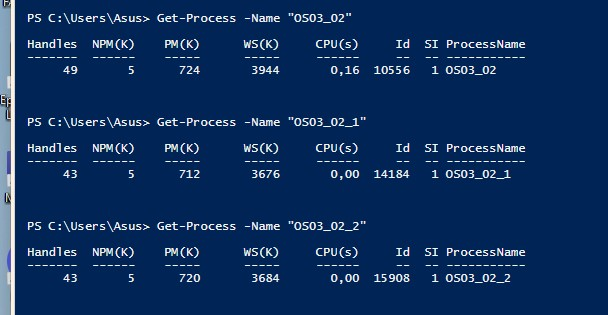 PS C:\Users\Asus> Get-Process -Name "OS03_02"
Handles  NPM(K)    PM(K)      WS(K)     CPU(s)     Id  SI ProcessName
-------  ------    -----      -----     ------     --  -- -----------
     49       5      724       3944       0,16  10556   1 OS03_02
PS C:\Users\Asus> Get-Process -Name "OS03_02_1"
Handles  NPM(K)    PM(K)      WS(K)     CPU(s)     Id  SI ProcessName
-------  ------    -----      -----     ------     --  -- -----------
     43       5      712       3676       0,00  14184   1 OS03_02_1
PS C:\Users\Asus> Get-Process -Name "OS03_02_2"
Handles  NPM(K)    PM(K)      WS(K)     CPU(s)     Id  SI ProcessName
-------  ------    -----      -----     ------     --  -- -----------
     43       5      720       3684       0,00  15908   1 OS03_02_2